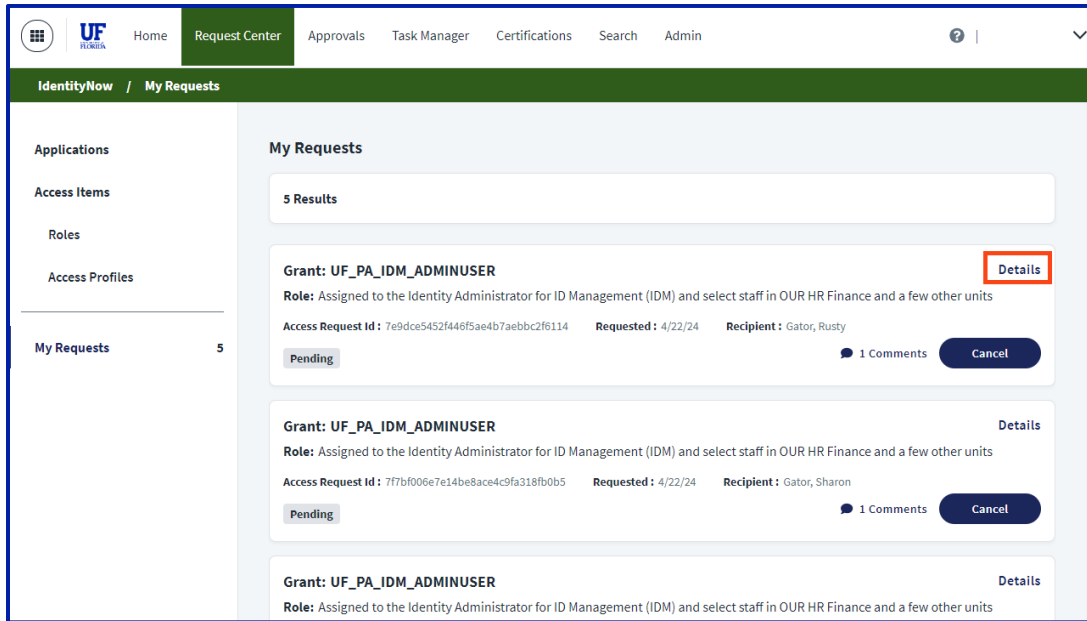 UF
FLORIDA
Home
Request Center
Approvals
Task Manager
Certifications
Search
Admin
?
IdentityNow / My Requests
Applications
Access Items
Roles
Access Profiles
My Requests 5
My Requests
5 Results
Grant: UF_PA_IDM_ADMINUSER
Details
Role: Assigned to the Identity Administrator for ID Management (IDM) and select staff in OUR HR Finance and a few other units
Access Request Id : 7e9dce5452f446f5ae4b7aebbc2f6114 Requested : 4/22/24 Recipient : Gator, Rusty
Pending
1 Comments
Cancel
Grant: UF_PA_IDM_ADMINUSER
Details
Role: Assigned to the Identity Administrator for ID Management (IDM) and select staff in OUR HR Finance and a few other units
Access Request Id : 7f7bf006e7e14be8ace4c9fa318fb0b5 Requested : 4/22/24 Recipient : Gator, Sharon
Pending
1 Comments
Cancel
Grant: UF_PA_IDM_ADMINUSER
Details
Role: Assigned to the Identity Administrator for ID Management (IDM) and select staff in OUR HR Finance and a few other units